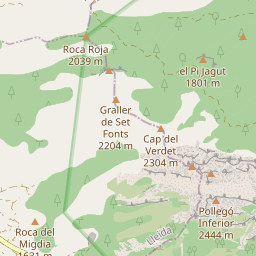 Roca Roja
2039 m
el Pi Jagut
1801 m
Graller
de Set
Fonts
2204 m
Cap del
Verdet
2304 m
Pollegó
Inferior
2444 m
Roca del
Migdia
1631 m
Lleida